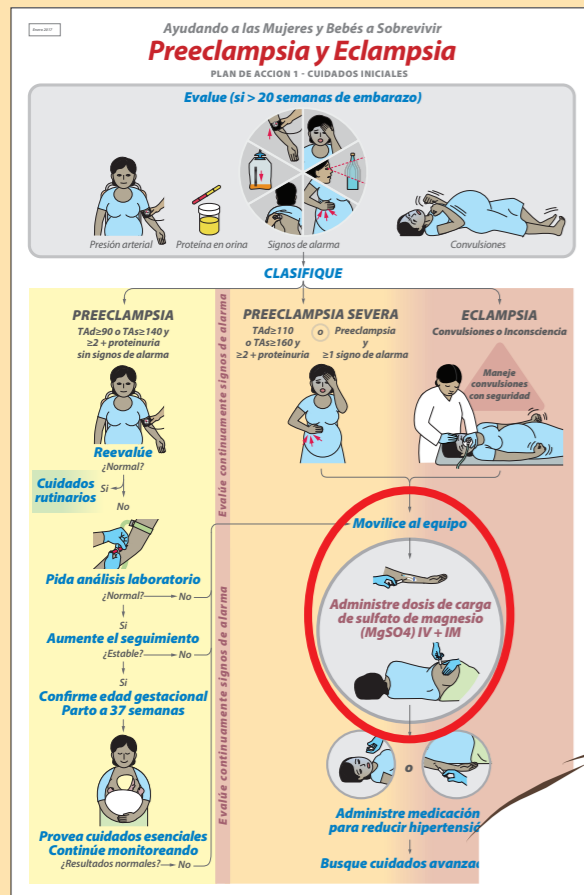 Enero 2017
Ayudando a las Mujeres y Bebés a Sobrevivir
Preeclampsia y Eclampsia
PLAN DE ACCION 1 - CUIDADOS INICIALES
Evalue (si > 20 semanas de embarazo)
Presión arterial
Proteína en orina
Signos de alarma
Convulsiones
CLASIFIQUE
PREECLAMPSIA
TAd≥90 o TAs≥140 y
≥2 + proteinuria
sin signos de alarma
Reevalúe
¿Normal?
Si
Cuidados
rutinarios
No
Pida análisis laboratorio
¿Normal?
No
Si
Aumente el seguimiento
¿Estable?
No
Si
Confirme edad gestacional
Parto a 37 semanas
Provea cuidados esenciales
Continúe monitoreando
¿Resultados normales?
No
Evalúe continuamente signos de alarma
Evalúe continuamente signos de alarma
PREECLAMPSIA SEVERA
TAd≥110
o TAs≥160 y
≥2 + proteinuria
o
Preeclampsia
y
≥1 signo de alarma
ECLAMPSIA
Convulsiones o Inconsciencia
Maneje
convulsiones
con seguridad
Movilice al equipo
Administre dosis de carga
de sulfato de magnesio
(MgSO4) IV + IM
o
Administre medicación
para reducir hipertensió
Busque cuidados avanza